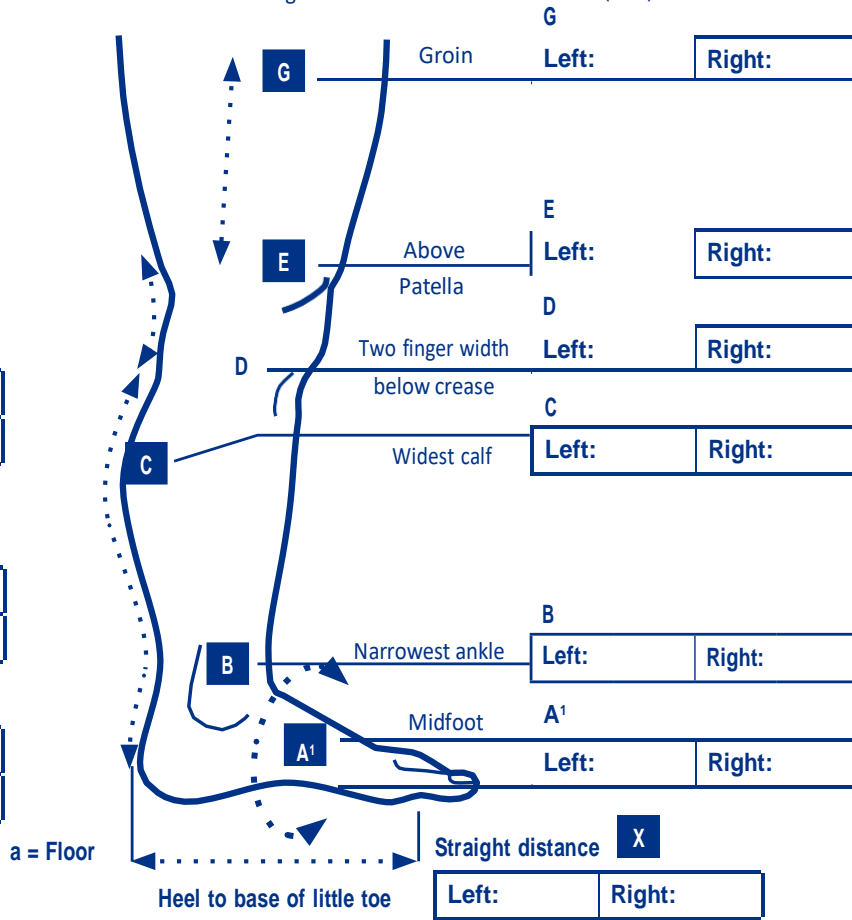 G
G Groin Left: Right:
E
E Above Left: Right:
Patella
D
D Two finger width Left: Right:
below crease
C
C Widest calf Left: Right:
B
B Narrowest ankle Left: Right:
Midfoot A¹
A¹ Left: Right:
a = Floor Straight distance X
Heel to base of little toe Left: Right: